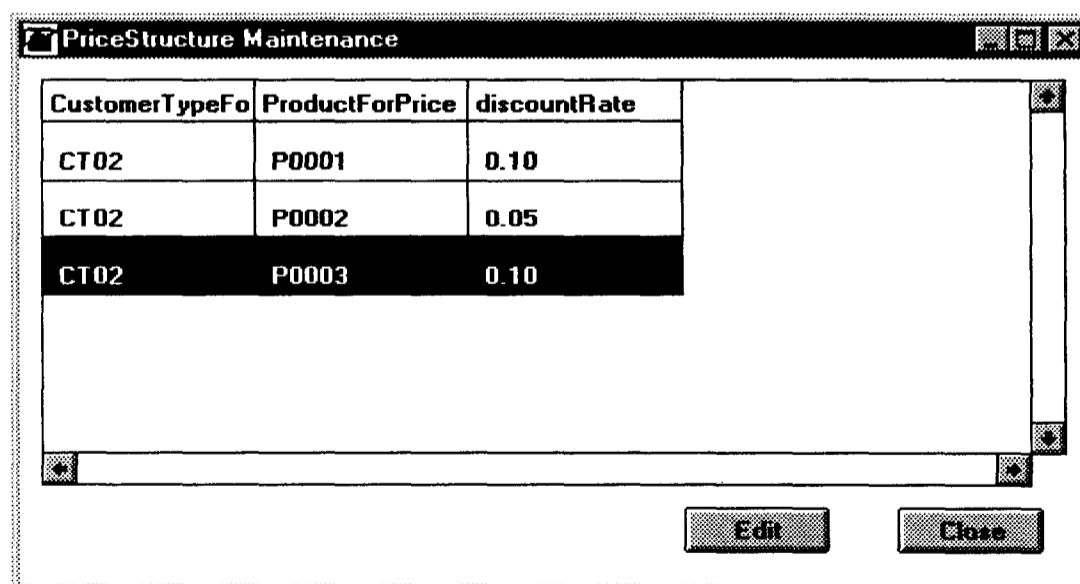 PriceStructure Maintenance
CustomerTypeFo ProductForPrice discountRate
CT02 P0001 0.10
CT02 P0002 0.05
CT02 P0003 0.10
Edit Close